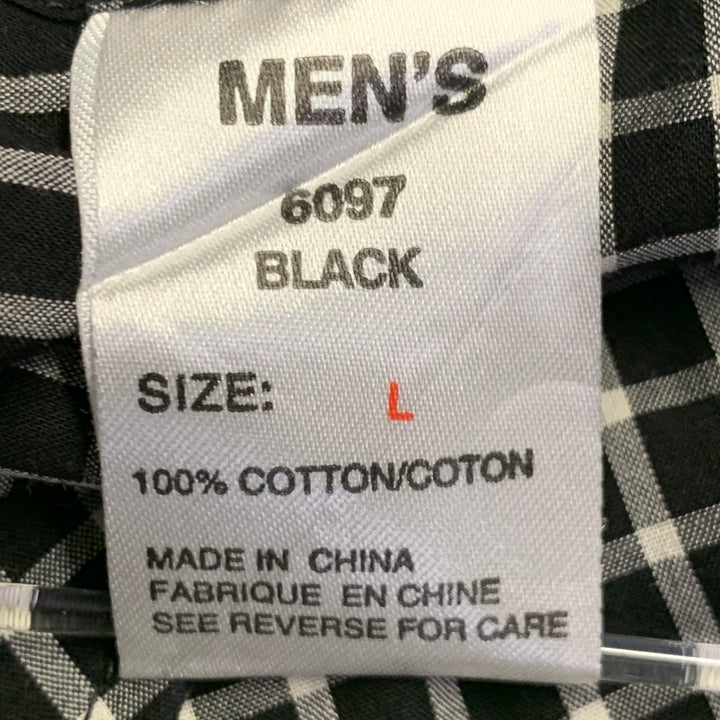 MEN'S
6097
BLACK
SIZE: L
100% COTTON/COTON
MADE IN CHINA
FABRIQUE EN CHINE
SEE REVERSE FOR CARE